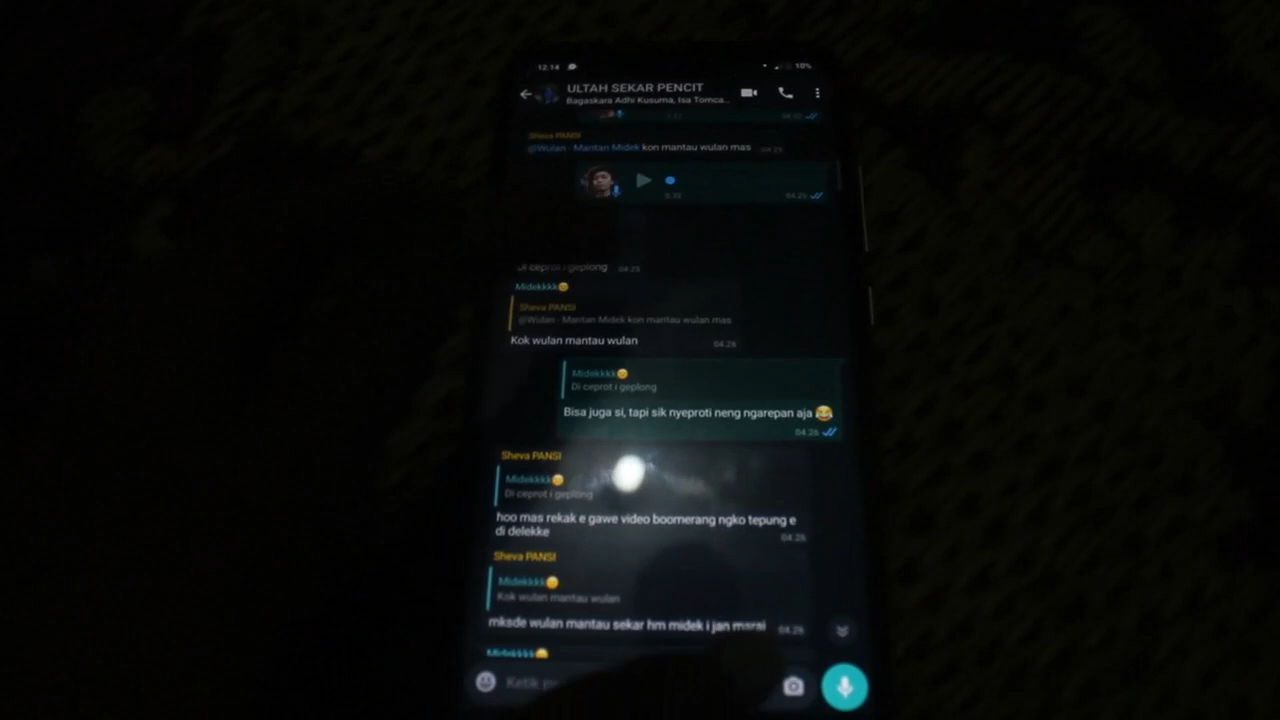 12.14
10%
ULTAH SEKAR PENCIT
Bagaskara Adhi Kusuma, Isa Tomca...
Sheva PANSI
@Wulan - Mantan Midek kon mantau wulan mas 04.25
04.25
Di ceprot i geplong 04.25
Midekkkk😔
Sheva PANSI
@Wulan - Mantan Midek kon mantau wulan mas
Kok wulan mantau wulan 04.26
Midekkkk😔
Di ceprot i geplong
Bisa juga si, tapi sik nyeproti neng ngarepan aja 😂
04.26
Sheva PANSI
Midekkkk😔
Di ceprot i geplong
hoo mas rekak e gawe video boomerang ngko tepung e
di delekke
04.26
Sheva PANSI
Midekkkk😔
Kok wulan mantau wulan
mksde wulan mantau sekar hm midek i jan marai 04.26
Midekkkk😔
Ketik